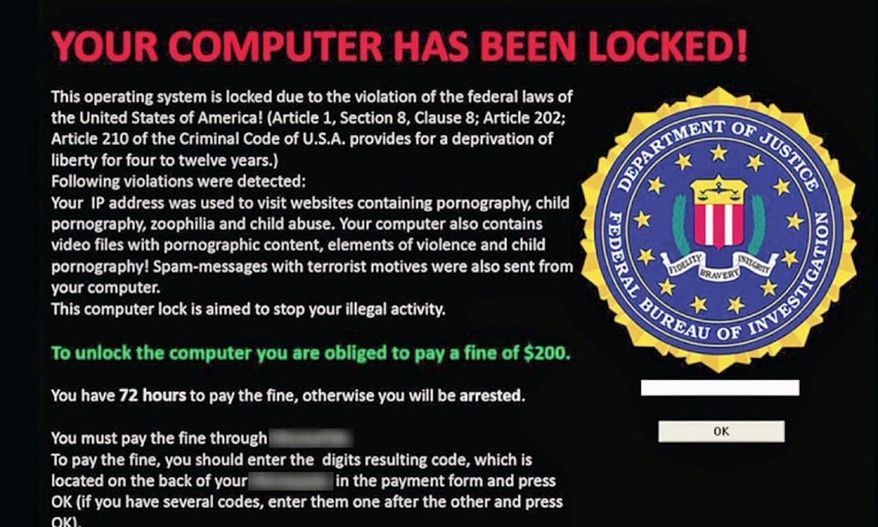 YOUR COMPUTER HAS BEEN LOCKED!
This operating system is locked due to the violation of the federal laws of
the United States of America! (Article 1, Section 8, Clause 8; Article 202;
Article 210 of the Criminal Code of U.S.A. provides for a deprivation of
liberty for four to twelve years.)
Following violations were detected:
Your IP address was used to visit websites containing pornography, child
pornography, zoophilia and child abuse. Your computer also contains
video files with pornographic content, elements of violence and child
pornography! Spam-messages with terrorist motives were also sent from
your computer.
This computer lock is aimed to stop your illegal activity.
To unlock the computer you are obliged to pay a fine of $200.
You have 72 hours to pay the fine, otherwise you will be arrested.
You must pay the fine through
To pay the fine, you should enter the digits resulting code, which is
located on the back of your in the payment form and press
OK (if you have several codes, enter them one after the other and press
OK).
DEPARTMENT OF JUSTICE
FEDERAL BUREAU OF INVESTIGATION
FIDELITY BRAVERY INTEGRITY
OK